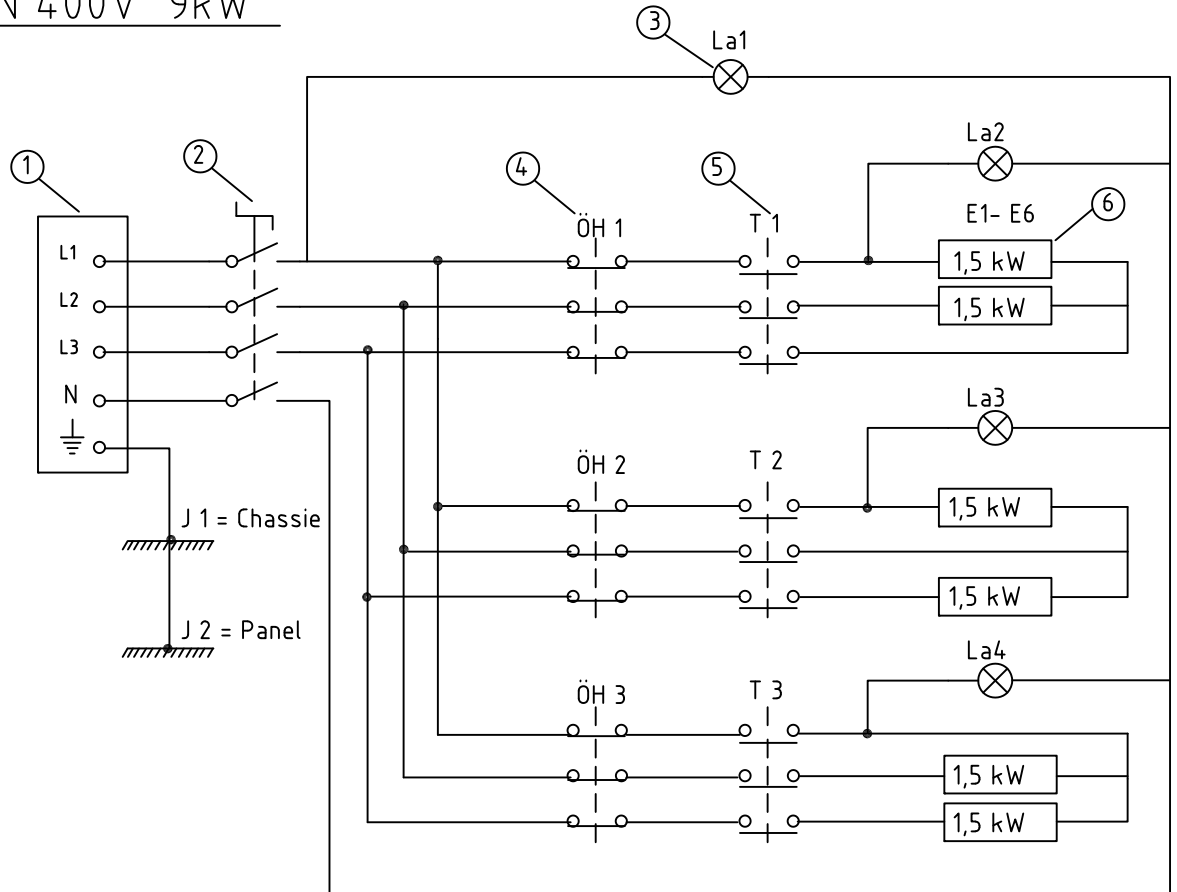 N 400V 9kW
3
La1
1
2
4
5
La2
6
ÖH 1
T 1
E1- E6
L1
1,5 kW
L2
1,5 kW
L3
N
La3
ÖH 2
T 2
1,5 kW
J 1 = Chassie
1,5 kW
J 2 = Panel
La4
ÖH 3
T 3
1,5 kW
1,5 kW